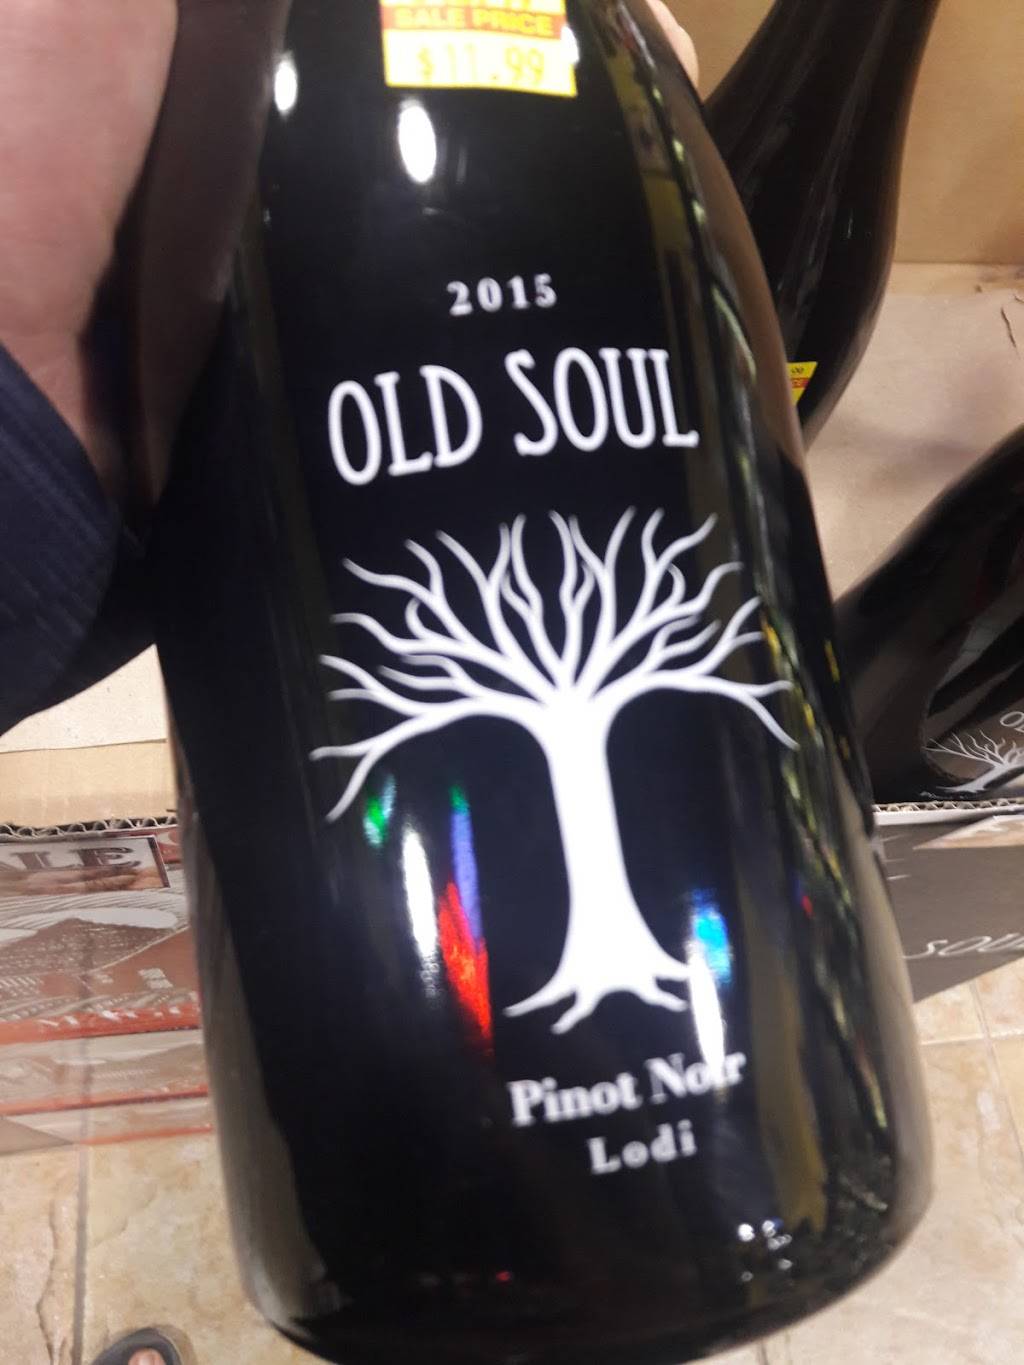 SALE PRICE
$11.99
2015
OLD SOUL
Pinot Noir
Lodi